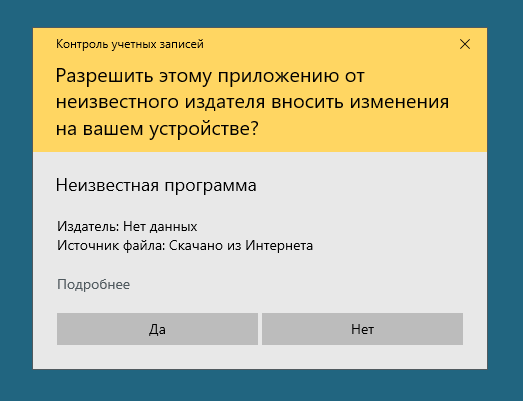 Контроль учетных записей
Разрешить этому приложению от
неизвестного издателя вносить изменения
на вашем устройстве?
Неизвестная программа
Издатель: Нет данных
Источник файла: Скачано из Интернета
Подробнее
Да
Нет